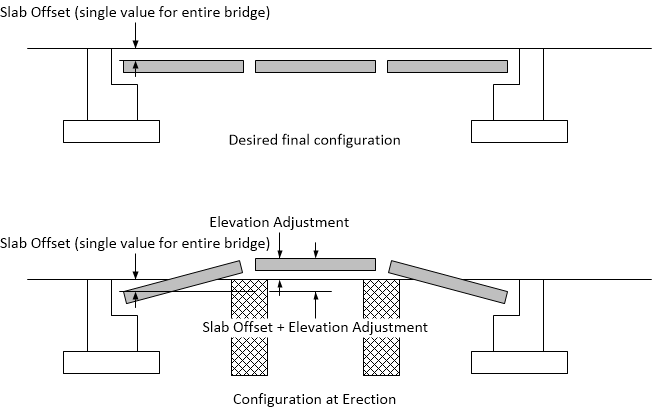 Slab Offset (single value for entire bridge)
Desired final configuration
Elevation Adjustment
Slab Offset (single value for entire bridge)
Slab Offset + Elevation Adjustment
Configuration at Erection